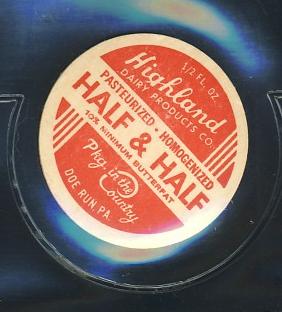 1/2 FL. OZ.
Highland
DAIRY PRODUCTS CO.
PASTEURIZED - HOMOGENIZED
HALF & HALF
10% MINIMUM BUTTERFAT
Pkg. in the
Country
DOE RUN, PA.